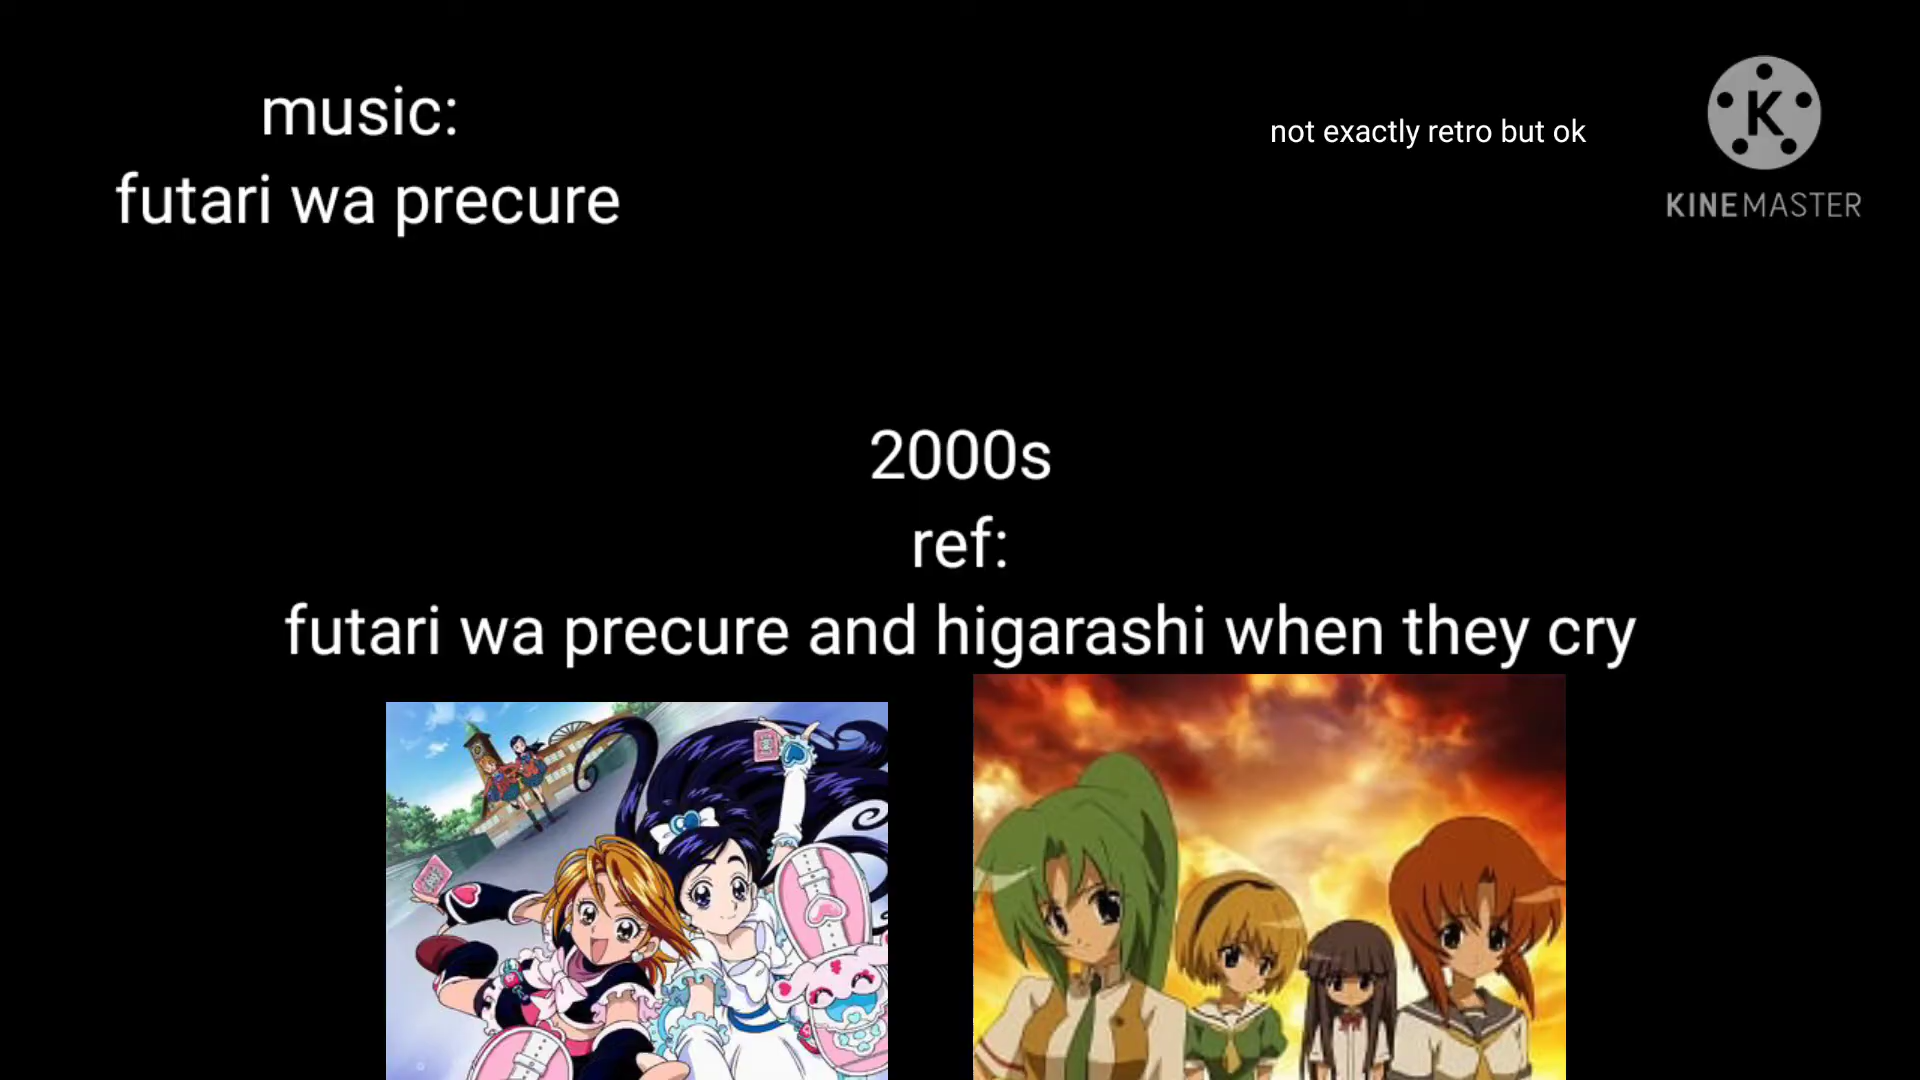 music:
futari wa precure
not exactly retro but ok
K
KINEMASTER
2000s
ref:
futari wa precure and higarashi when they cry